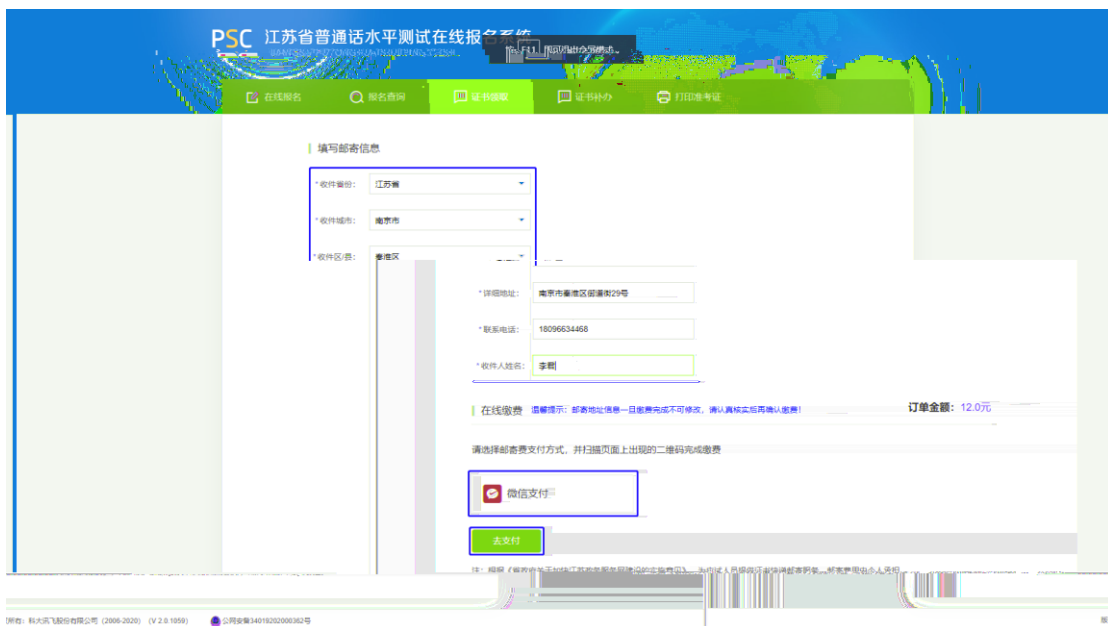 PSC 江苏省普通话水平测试在线报名系统
在线报名 报名查询 证书领取 证书补办 打印准考证
填写邮寄信息
*收件省份： 江苏省
*收件城市： 南京市
*收件区/县： 秦淮区
*详细地址： 南京市秦淮区信道街29号
*联系电话： 18096634468
*收件人姓名： 李君
在线缴费 温馨提示：邮寄地址信息一旦缴费完成不可修改，请认真核实后再确认缴费！ 订单金额：12.0元
请选择邮寄费支付方式，并扫描页面上出现的二维码完成缴费
微信支付
去支付
所有：科大讯飞股份有限公司 (2006-2020) (V 2.0.1059) 公网安备34019202000382号
版